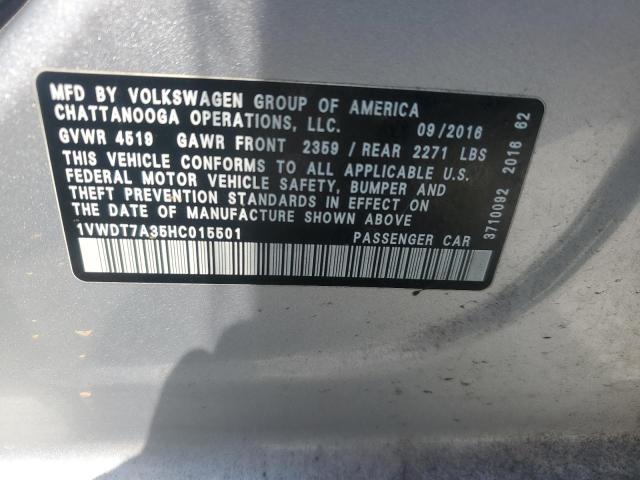 MFD BY VOLKSWAGEN GROUP OF AMERICA
CHATTANOOGA OPERATIONS, LLC. 09/2016
GVWR 4519 GAWR FRONT 2359 / REAR 2271 LBS
THIS VEHICLE CONFORMS TO ALL APPLICABLE U.S.
FEDERAL MOTOR VEHICLE SAFETY, BUMPER AND
THEFT PREVENTION STANDARDS IN EFFECT ON
THE DATE OF MANUFACTURE SHOWN ABOVE
1VWDT7A35HC015501 PASSENGER CAR
3710092 2016 62